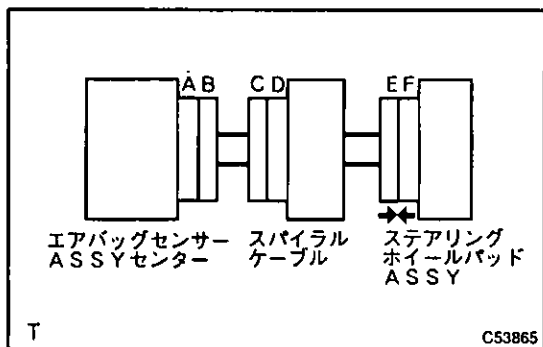 A B C D E F
エアバッグセンサー スパイラル ステアリング
ASSYセンター ケーブル ホイールパッド
ASSY
T C53865